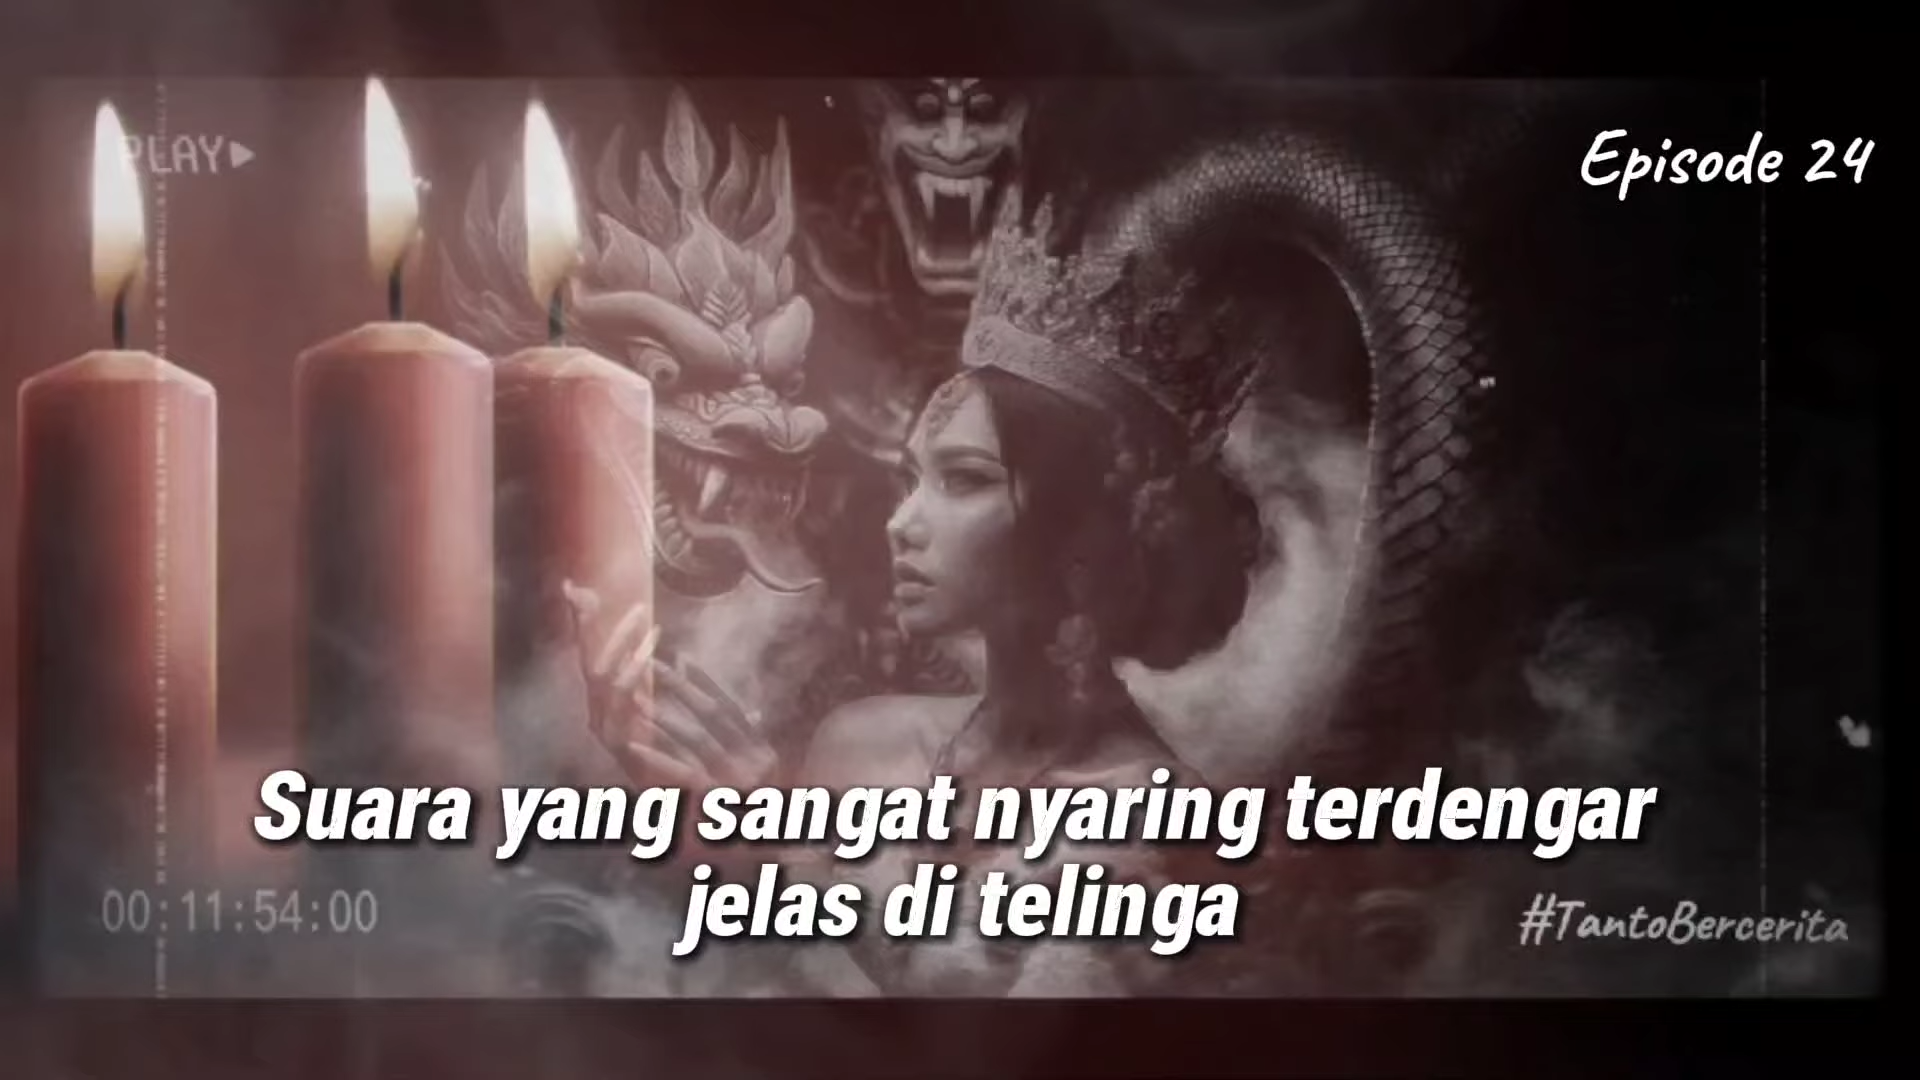 PLAY
Episode 24
Suara yang sangat nyaring terdengar
jelas di telinga
00:11:54:00
#TantoBercerita